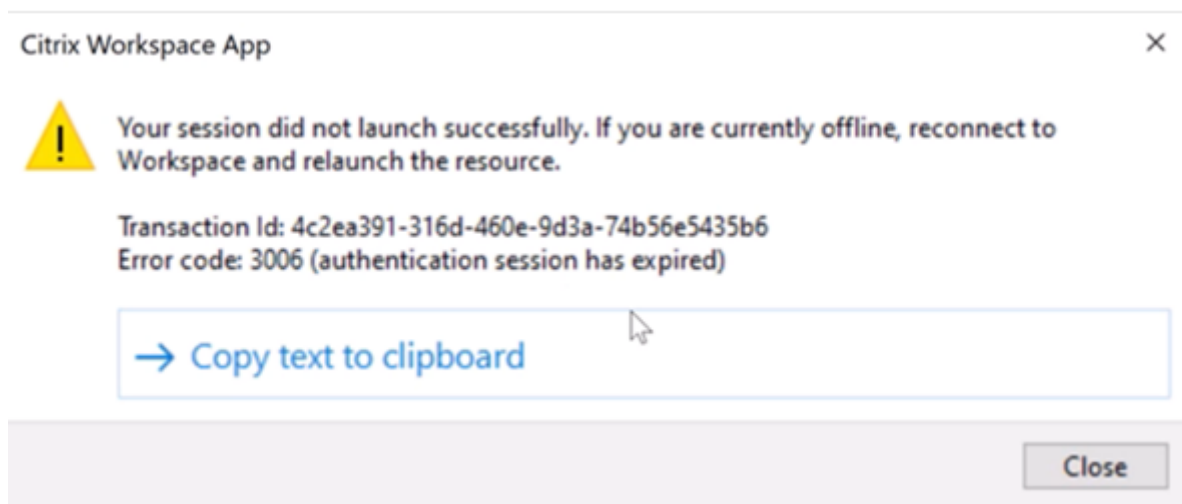 Citrix Workspace App
Your session did not launch successfully. If you are currently offline, reconnect to
Workspace and relaunch the resource.
Transaction Id: 4c2ea391-316d-460e-9d3a-74b56e5435b6
Error code: 3006 (authentication session has expired)
→ Copy text to clipboard
Close